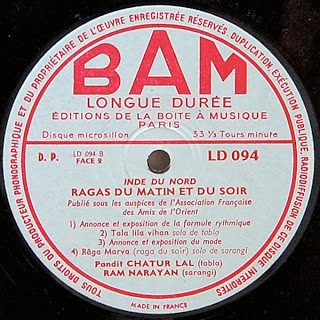 TOUS DROITS DU PRODUCTEUR PHONOGRAPHIQUE ET DU PROPRIÉTAIRE DE L'ŒUVRE ENREGISTRÉE RÉSERVÉS DUPLICATION, EXÉCUTION PUBLIQUE, RADIODIFFUSION DE CE DISQUE INTERDITES
BAM
LONGUE DURÉE
ÉDITIONS DE LA BOITE À MUSIQUE
PARIS
Disque microsillon 33 ⅓ Tours minute
D. P. LD 094 B LD 094
FACE 2
INDE DU NORD
RAGAS DU MATIN ET DU SOIR
Publié sous les auspices de l'Association Française
des Amis de l'Orient
1) Annonce et exposition de la formule rythmique
2) Tala lila vihan solo de tabla
3) Annonce et exposition du mode
4) Râga Marva (raga du soir) solo de sarangi
Pandit CHATUR LAL (tabla)
RAM NARAYAN (sarangi)
MADE IN FRANCE